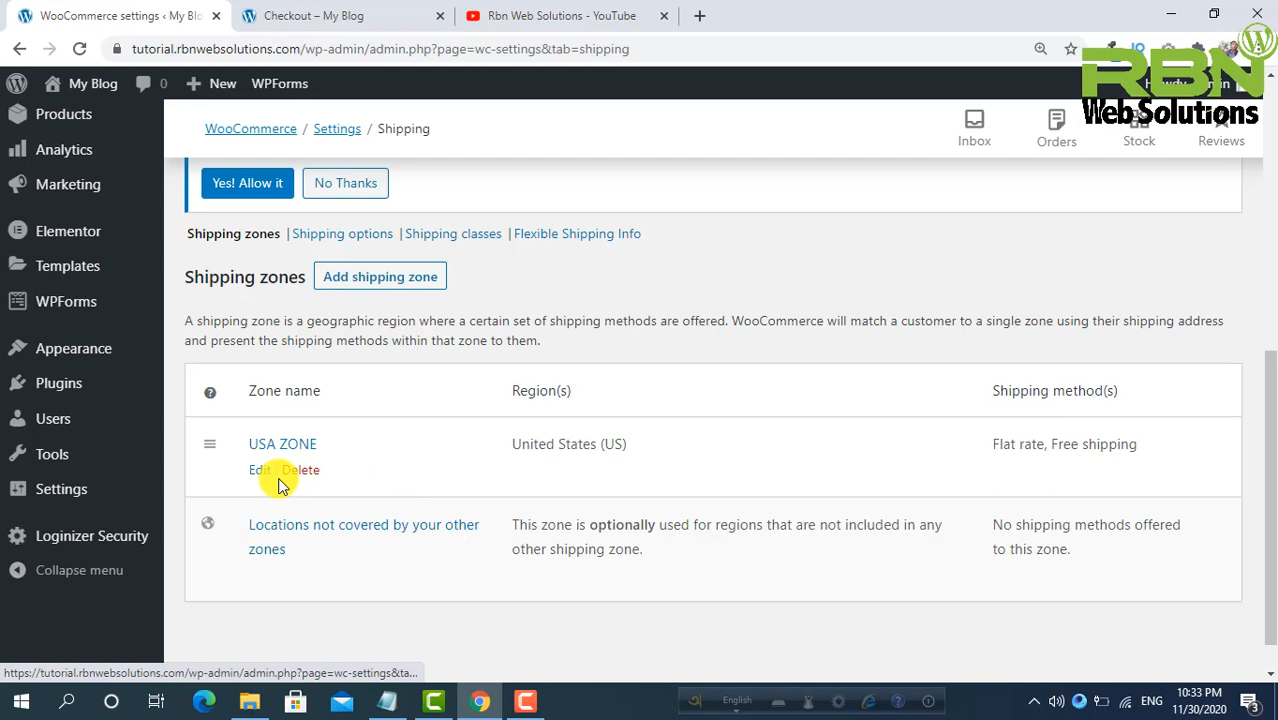 WooCommerce settings ‹ My Blo
Checkout – My Blog
Rbn Web Solutions - YouTube
tutorial.rbnwebsolutions.com/wp-admin/admin.php?page=wc-settings&tab=shipping
My Blog
0
New
WPForms
RBN
Web Solutions
Products
Analytics
Marketing
Elementor
Templates
WPForms
Appearance
Plugins
Users
Tools
Settings
Loginizer Security
Collapse menu
WooCommerce / Settings / Shipping
Inbox
Orders
Stock
Reviews
Yes! Allow it
No Thanks
Shipping zones | Shipping options | Shipping classes | Flexible Shipping Info
Shipping zones
Add shipping zone
A shipping zone is a geographic region where a certain set of shipping methods are offered. WooCommerce will match a customer to a single zone using their shipping address
and present the shipping methods within that zone to them.
Zone name
Region(s)
Shipping method(s)
USA ZONE
United States (US)
Flat rate, Free shipping
Edit
Delete
Locations not covered by your other
zones
This zone is optionally used for regions that are not included in any
other shipping zone.
No shipping methods offered
to this zone.
https://tutorial.rbnwebsolutions.com/wp-admin/admin.php?page=wc-settings&ta...
English
ENG
10:33 PM
11/30/2020
3